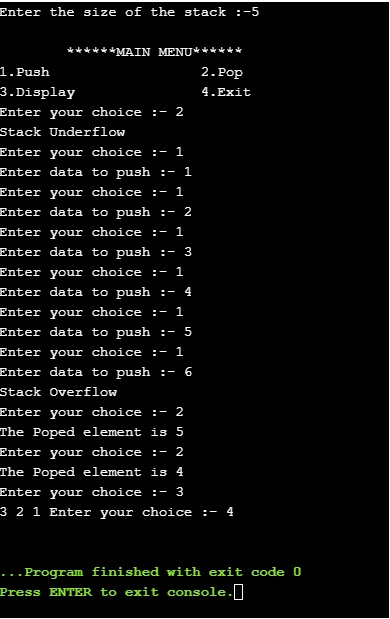 Enter the size of the stack :-5
******MAIN MENU******
1.Push 2.Pop
3.Display 4.Exit
Enter your choice :- 2
Stack Underflow
Enter your choice :- 1
Enter data to push :- 1
Enter your choice :- 1
Enter data to push :- 2
Enter your choice :- 1
Enter data to push :- 3
Enter your choice :- 1
Enter data to push :- 4
Enter your choice :- 1
Enter data to push :- 5
Enter your choice :- 1
Enter data to push :- 6
Stack Overflow
Enter your choice :- 2
The Poped element is 5
Enter your choice :- 2
The Poped element is 4
Enter your choice :- 3
3 2 1 Enter your choice :- 4
...Program finished with exit code 0
Press ENTER to exit console.